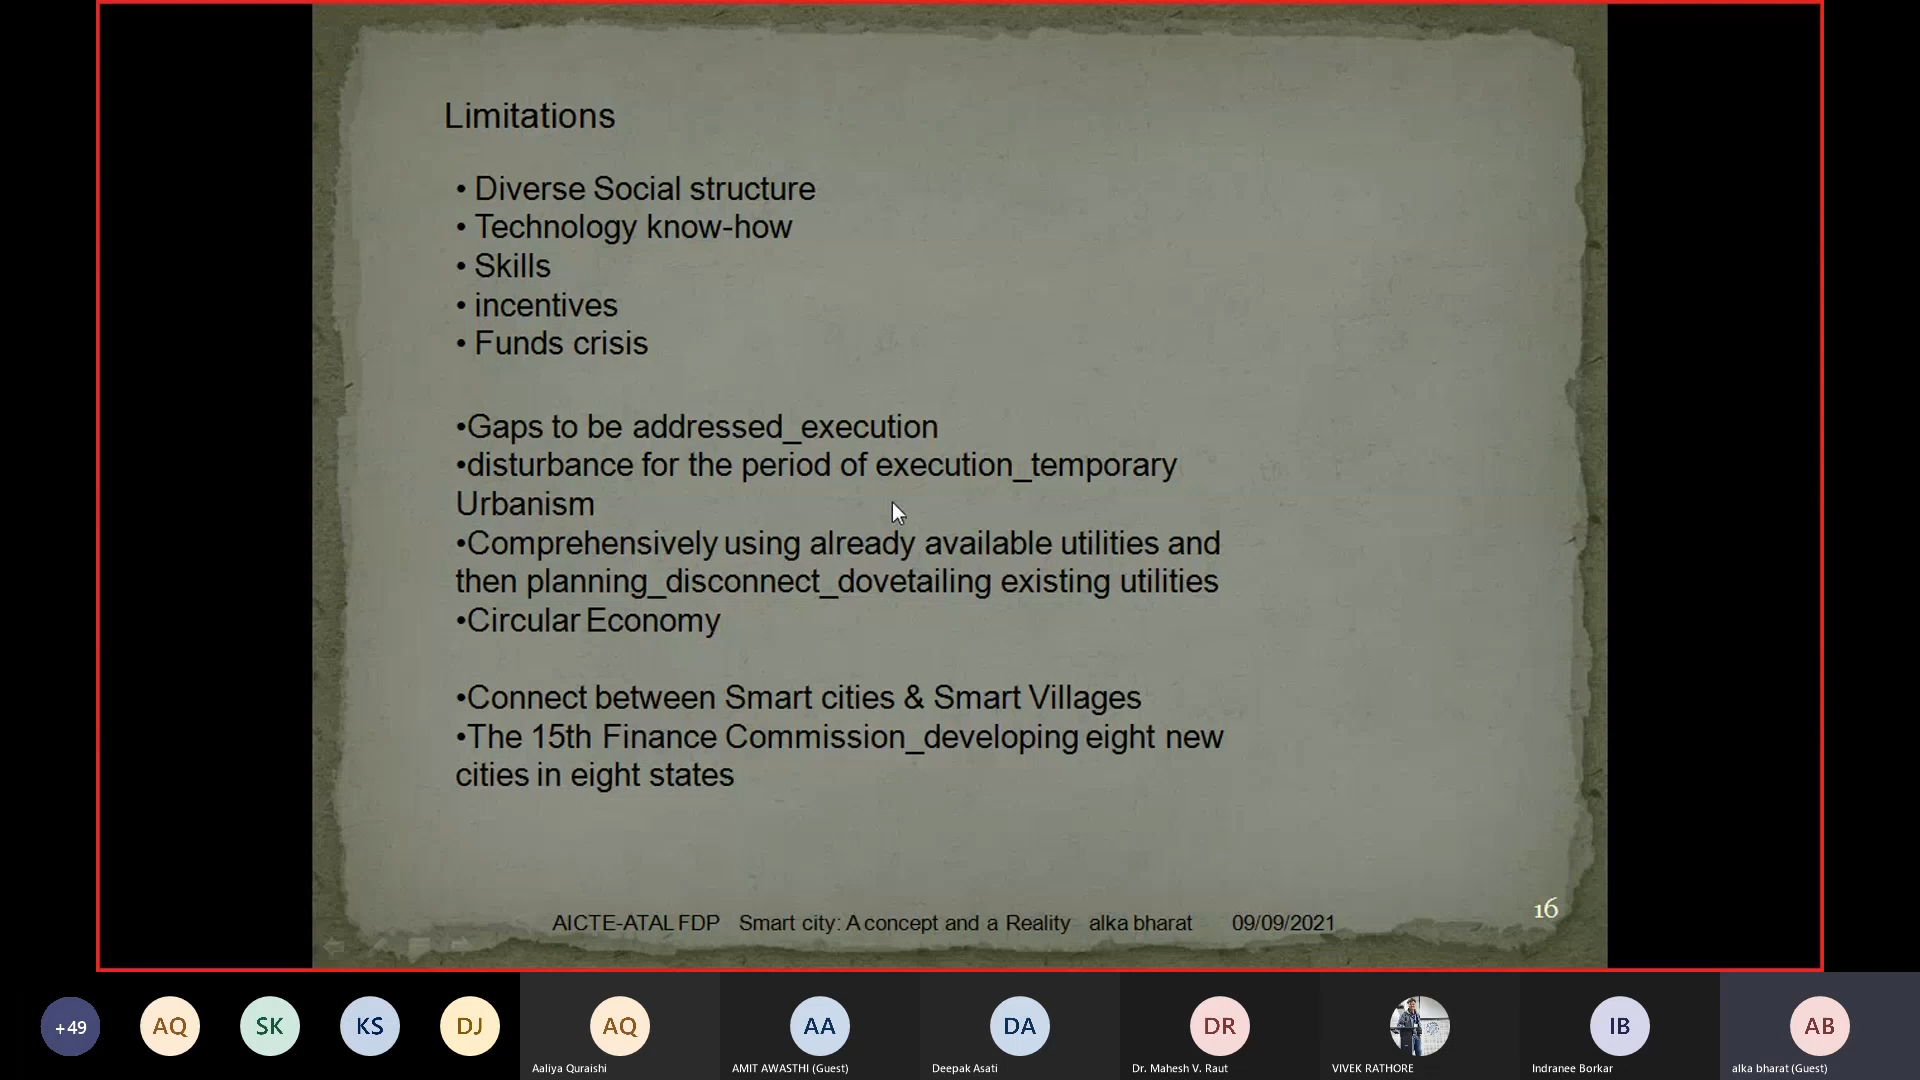 Limitations
• Diverse Social structure
• Technology know-how
• Skills
• incentives
• Funds crisis
•Gaps to be addressed_execution
•disturbance for the period of execution_temporary
Urbanism
•Comprehensively using already available utilities and
then planning_disconnect_dovetailing existing utilities
•Circular Economy
•Connect between Smart cities & Smart Villages
•The 15th Finance Commission_developing eight new
cities in eight states
16
AICTE-ATAL FDP Smart city: A concept and a Reality alka bharat 09/09/2021
+49 AQ SK KS DJ AQ AA DA DR IB AB
Aaliya Quraishi AMIT AWASTHI (Guest) Deepak Asati Dr. Mahesh V. Raut VIVEK RATHORE Indranee Borkar alka bharat (Guest)